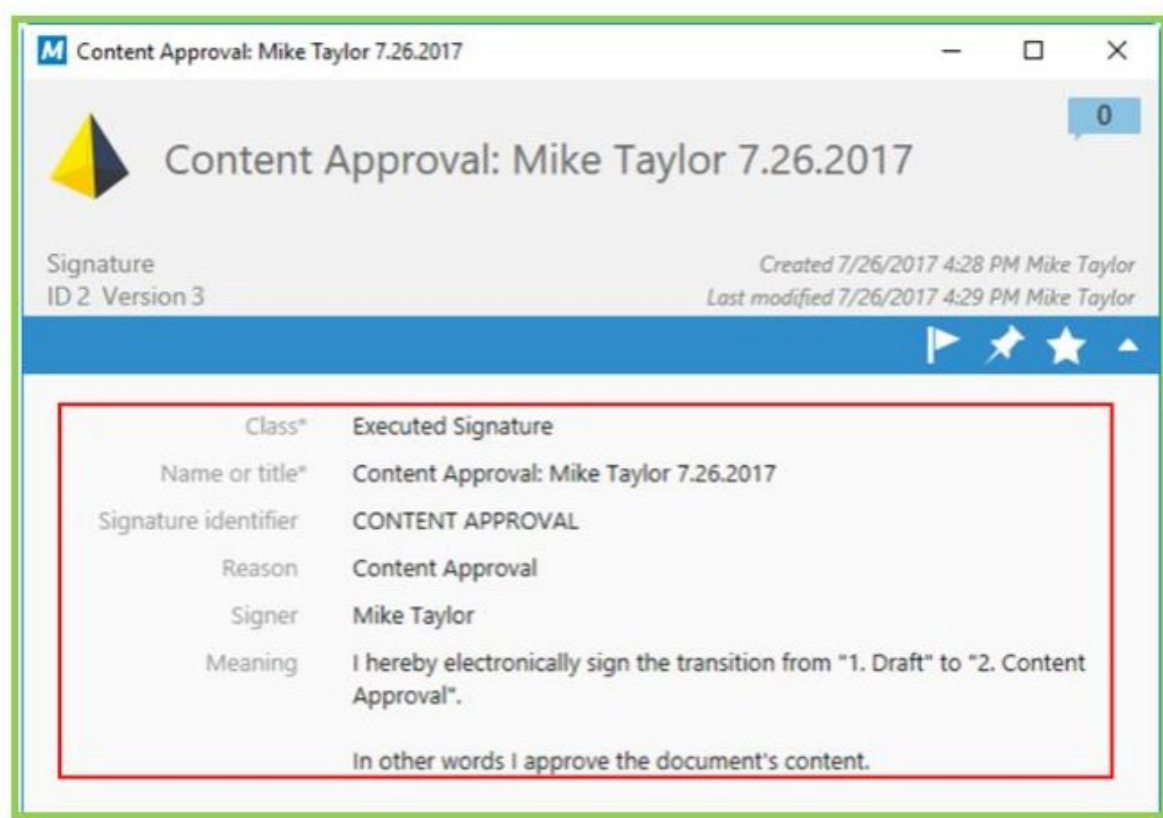 M Content Approval: Mike Taylor 7.26.2017
0
Content Approval: Mike Taylor 7.26.2017
Signature
Created 7/26/2017 4:28 PM Mike Taylor
ID 2 Version 3
Last modified 7/26/2017 4:29 PM Mike Taylor
Class* Executed Signature
Name or title* Content Approval: Mike Taylor 7.26.2017
Signature identifier CONTENT APPROVAL
Reason Content Approval
Signer Mike Taylor
Meaning I hereby electronically sign the transition from "1. Draft" to "2. Content
Approval".
In other words I approve the document's content.